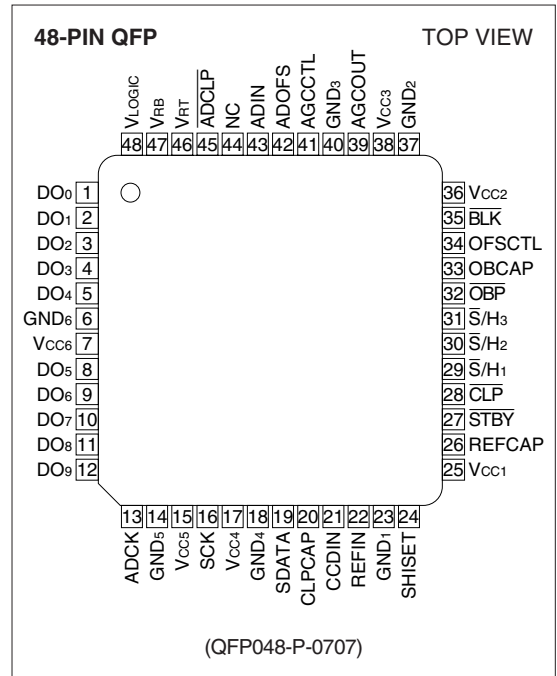 48-PIN QFP TOP VIEW
VLOGIC VRB VRT ADCLP NC ADIN ADOFS AGCCTL GND3 AGCOUT VCC3 GND2
48 47 46 45 44 43 42 41 40 39 38 37
DO0 1
DO1 2
DO2 3
DO3 4
DO4 5
GND6 6
VCC6 7
DO5 8
DO6 9
DO7 10
DO8 11
DO9 12
36 VCC2
35 BLK
34 OFSCTL
33 OBCAP
32 OBP
31 S/H3
30 S/H2
29 S/H1
28 CLP
27 STBY
26 REFCAP
25 VCC1
13 14 15 16 17 18 19 20 21 22 23 24
ADCK GND5 VCC5 SCK VCC4 GND4 SDATA CLPCAP CCDIN REFIN GND1 SHISET
(QFP048-P-0707)